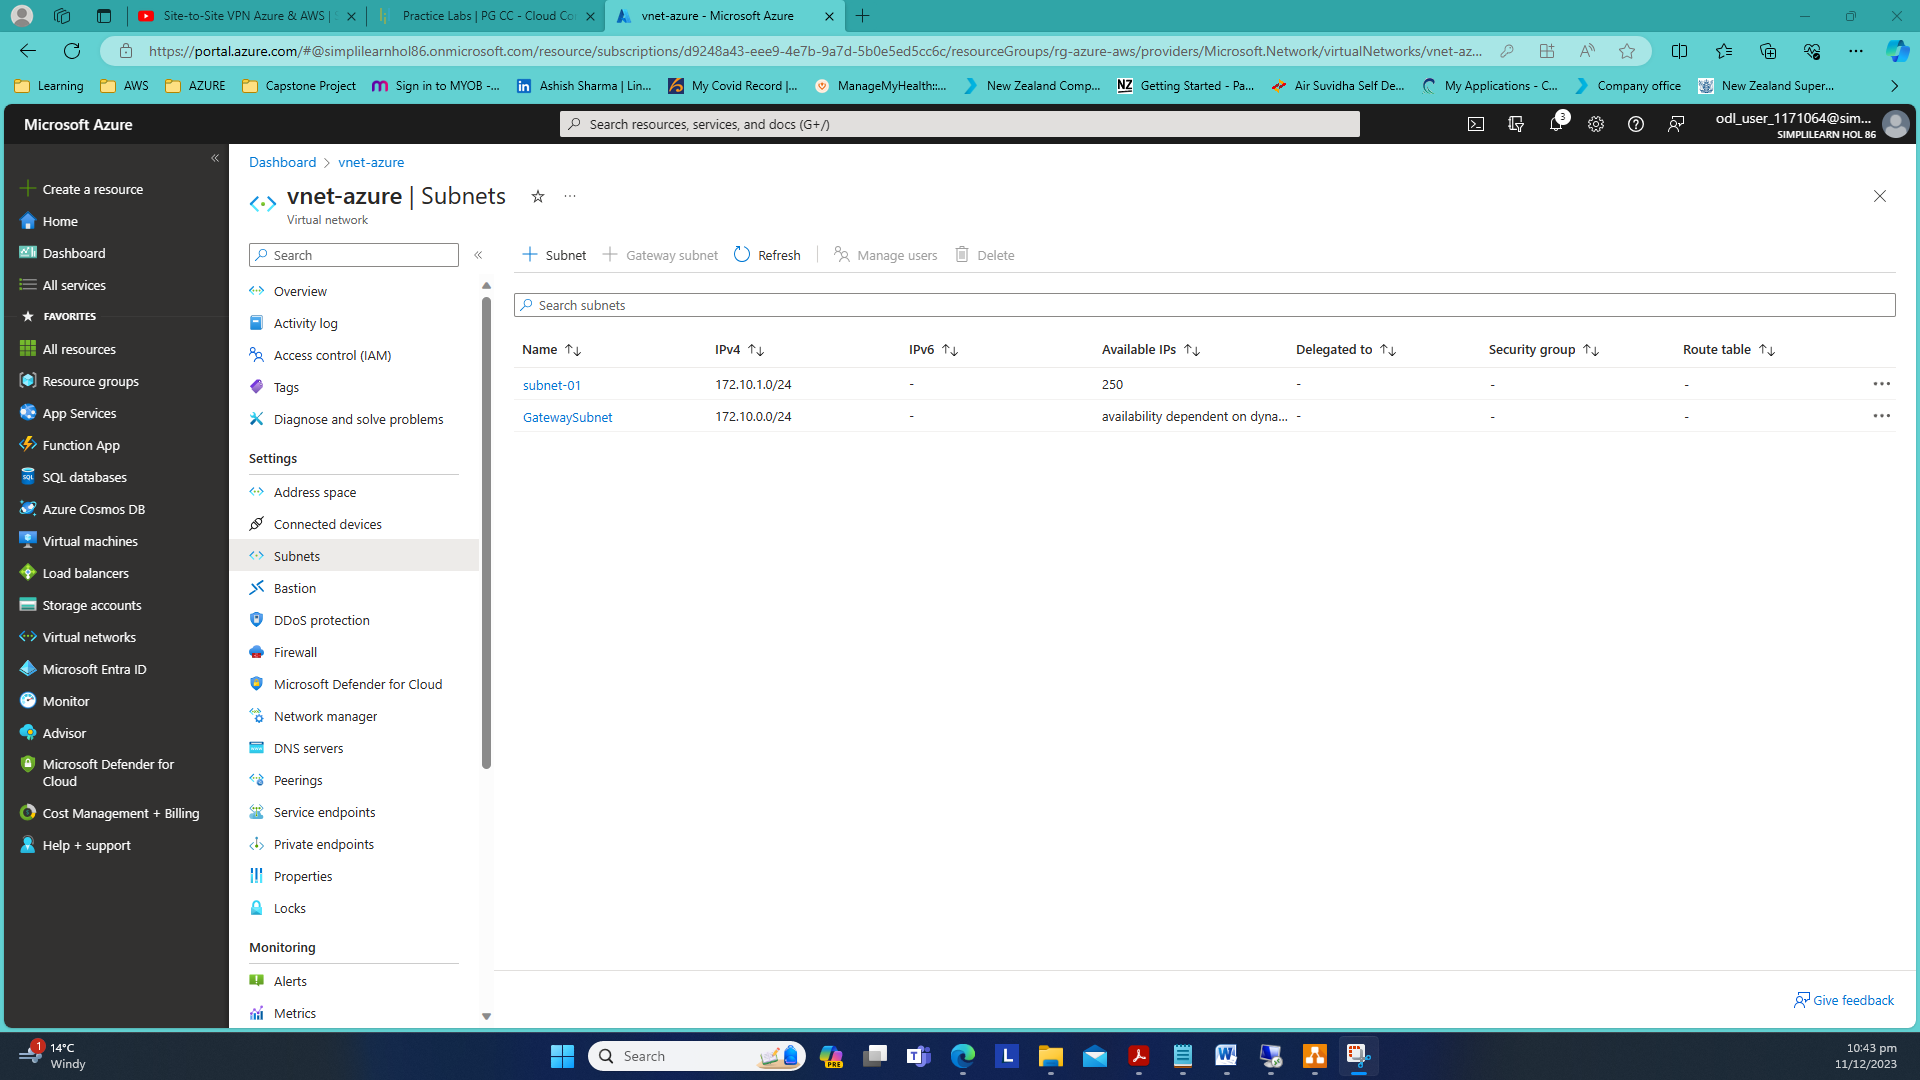 Site-to-Site VPN Azure & AWS | S
Practice Labs | PG CC - Cloud Co
vnet-azure - Microsoft Azure
https://portal.azure.com/#@simplilearnhol86.onmicrosoft.com/resource/subscriptions/d9248a43-eee9-4e7b-9a7d-5b0e5ed5cc6c/resourceGroups/rg-azure-aws/providers/Microsoft.Network/virtualNetworks/vnet-az...
Learning
AWS
AZURE
Capstone Project
Sign in to MYOB -...
Ashish Sharma | Lin...
My Covid Record |...
ManageMyHealth::...
New Zealand Comp...
NZ
Getting Started - Pa...
Air Suvidha Self De...
My Applications - C...
Company office
New Zealand Super...
Microsoft Azure
Search resources, services, and docs (G+/)
3
odl_user_1171064@sim...
SIMPLILEARN HOL 86
Create a resource
Home
Dashboard
All services
FAVORITES
All resources
Resource groups
App Services
Function App
SQL databases
Azure Cosmos DB
Virtual machines
Load balancers
Storage accounts
Virtual networks
Microsoft Entra ID
Monitor
Advisor
Microsoft Defender for
Cloud
Cost Management + Billing
Help + support
Dashboard > vnet-azure
vnet-azure | Subnets
Virtual network
Search
Overview
Activity log
Access control (IAM)
Tags
Diagnose and solve problems
Settings
Address space
Connected devices
Subnets
Bastion
DDoS protection
Firewall
Microsoft Defender for Cloud
Network manager
DNS servers
Peerings
Service endpoints
Private endpoints
Properties
Locks
Monitoring
Alerts
Metrics
+ Subnet + Gateway subnet Refresh Manage users Delete
Search subnets
Name IPv4 IPv6 Available IPs Delegated to Security group Route table
subnet-01 172.10.1.0/24 - 250 - - - ...
GatewaySubnet 172.10.0.0/24 - availability dependent on dyna... - - - ...
Give feedback
1
14°C
Windy
Search
PRE
10:43 pm
11/12/2023